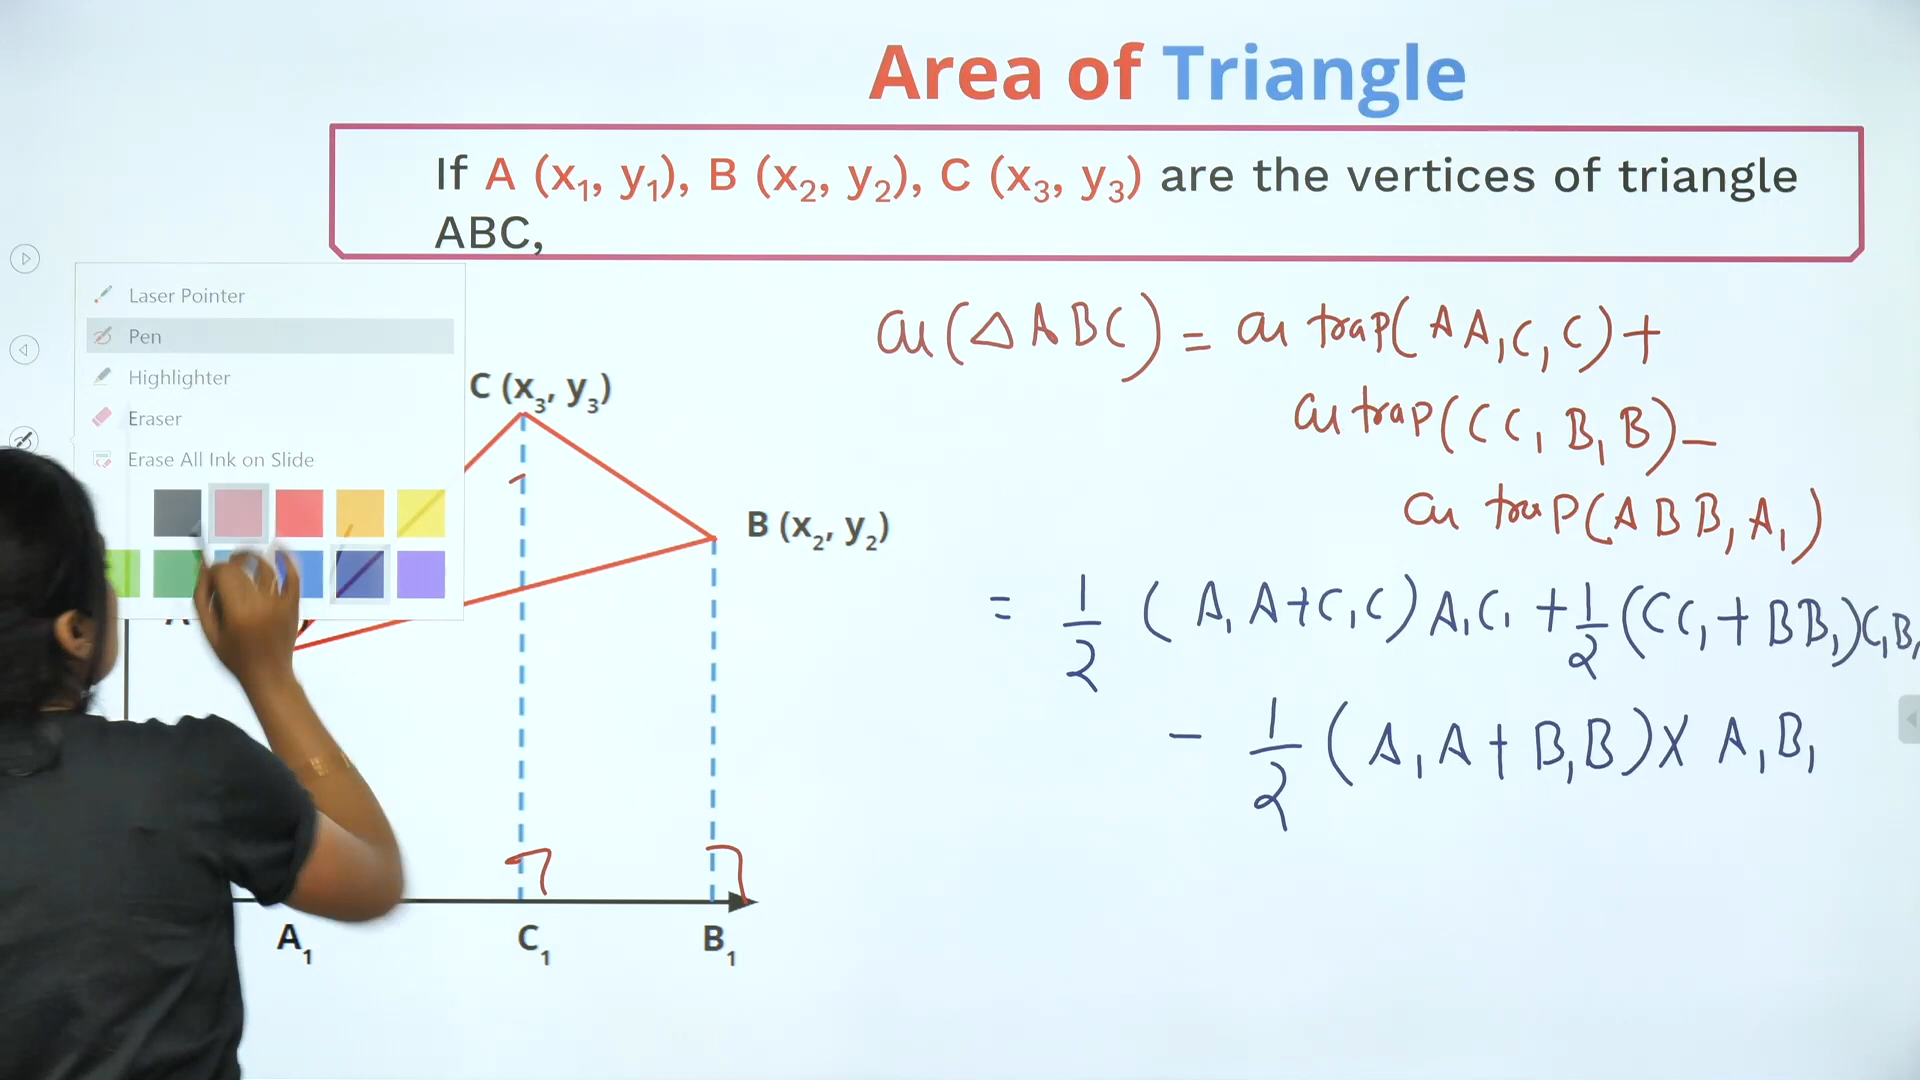 Area of Triangle
If A (x₁, y₁), B (x₂, y₂), C (x₃, y₃) are the vertices of triangle
ABC,
Laser Pointer
Pen
Highlighter
Eraser
Erase All Ink on Slide
C (x₃, y₃)
B (x₂, y₂)
A₁
C₁
B₁
ar(△ABC) = ar trap(AA₁C₁C) +
ar trap(CC₁B₁B) −
ar trap(ABB₁A₁)
= 1/2 (A₁A+C₁C)A₁C₁ + 1/2 (CC₁+BB₁)C₁B₁
− 1/2 (A₁A+B₁B)× A₁B₁